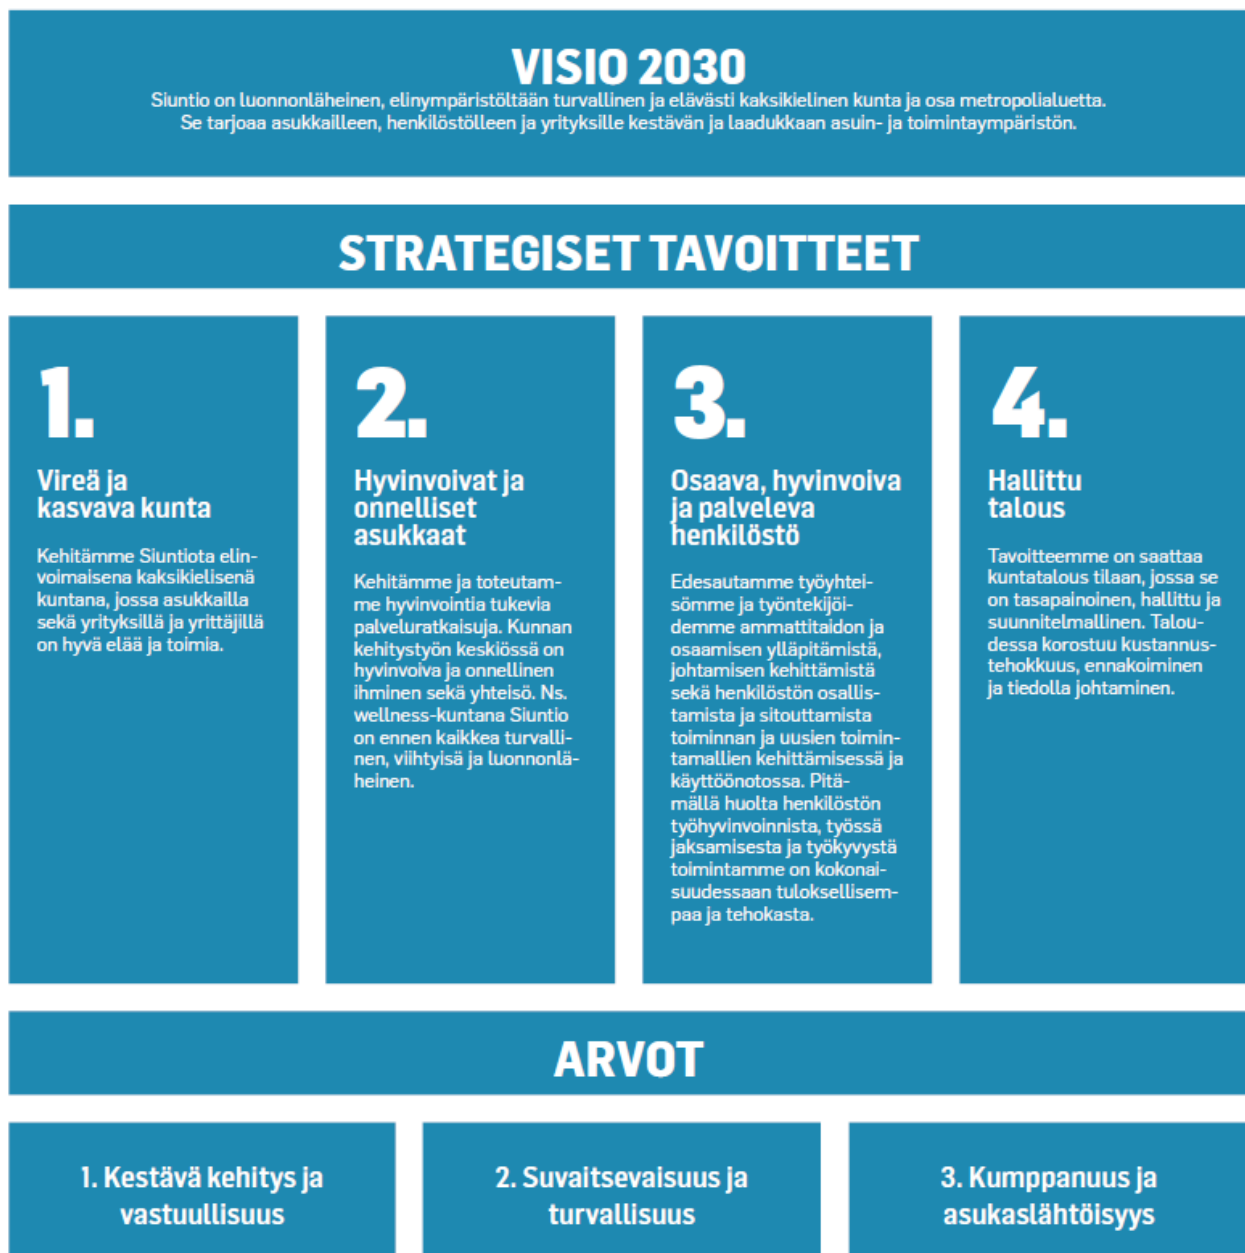 VISIO 2030
Siuntio on luonnonläheinen, elinympäristöltään turvallinen ja elävästi kaksikielinen kunta ja osa metropolialuetta.
Se tarjoaa asukkailleen, henkilöstölleen ja yrityksille kestävän ja laadukkaan asuin- ja toimintaympäristön.
STRATEGISET TAVOITTEET
1.
Vireä ja
kasvava kunta
Kehitämme Siuntiota elin-
voimaisena kaksikielisenä
kuntana, jossa asukkailla
sekä yrityksillä ja yrittäjillä
on hyvä elää ja toimia.
2.
Hyvinvoivat ja
onnelliset
asukkaat
Kehitämme ja toteutam-
me hyvinvointia tukevia
palveluratkaisuja. Kunnan
kehitystyön keskiössä on
hyvinvoiva ja onnellinen
ihminen sekä yhteisö. Ns.
wellness-kuntana Siuntio
on ennen kaikkea turvalli-
nen, viihtyisä ja luonnonlä-
heinen.
3.
Osaava, hyvinvoiva
ja palveleva
henkilöstö
Edesautamme työyhtei-
sömme ja työntekijöi-
demme ammattitaidon ja
osaamisen ylläpitämistä,
johtamisen kehittämistä
sekä henkilöstön osallis-
tamista ja sitouttamista
toiminnan ja uusien toimin-
tamallien kehittämisessä ja
käyttöönotossa. Pitä-
mällä huolta henkilöstön
työhyvinvoinnista, työssä
jaksamisesta ja työkyvystä
toimintamme on kokonai-
suudessaan tuloksellisem-
paa ja tehokasta.
4.
Hallittu
talous
Tavoitteemme on saattaa
kuntatalous tilaan, jossa se
on tasapainoinen, hallittu ja
suunnitelmallinen. Talou-
dessa korostuu kustannus-
tehokkuus, ennakoiminen
ja tiedolla johtaminen.
ARVOT
1. Kestävä kehitys ja
vastuullisuus
2. Suvaitsevaisuus ja
turvallisuus
3. Kumppanuus ja
asukaslähtöisyys